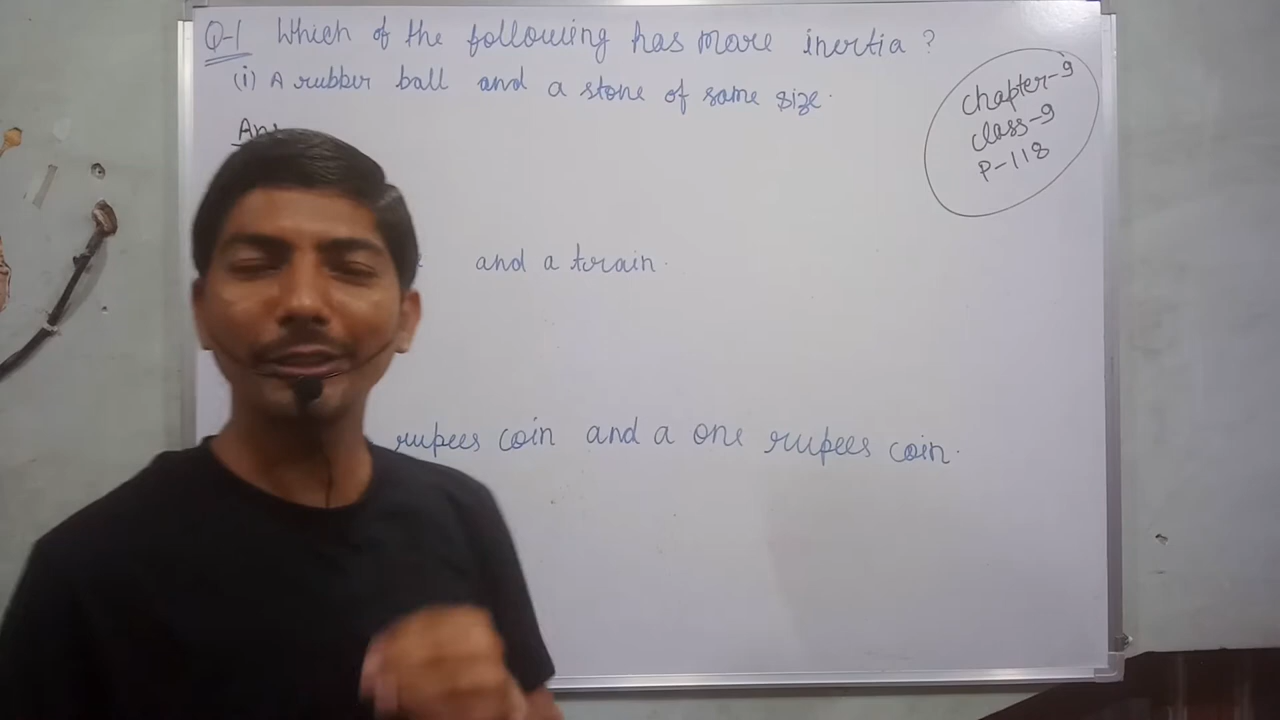 Q-1 Which of the following has more inertia ?
(i) A rubber ball and a stone of same size.
Ans
and a train.
rupees coin and a one rupees coin.
chapter-9
class-9
P-118